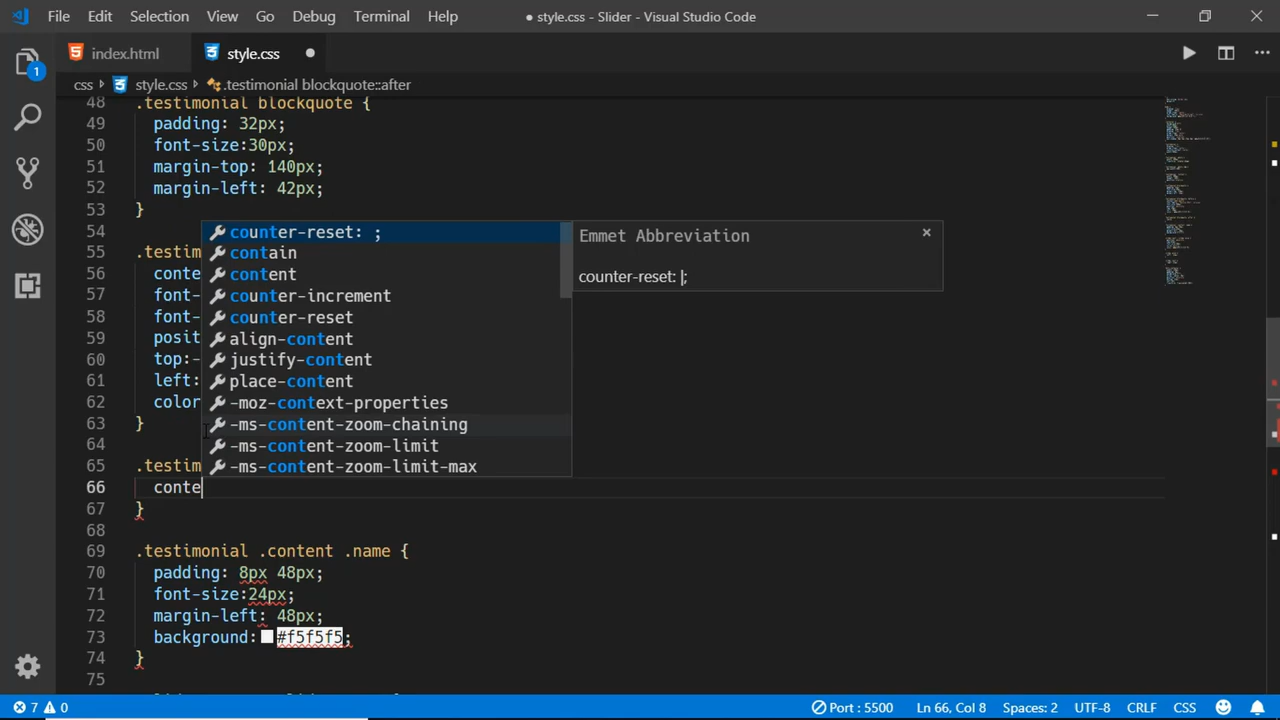 File Edit Selection View Go Debug Terminal Help ● style.css - Slider - Visual Studio Code
index.html style.css ●
css > style.css > .testimonial blockquote::after
48 .testimonial blockquote {
49 padding: 32px;
50 font-size:30px;
51 margin-top: 140px;
52 margin-left: 42px;
53 }
54 counter-reset: ; Emmet Abbreviation
55 .testim contain
56 conte content counter-reset: |;
57 font- counter-increment
58 font- counter-reset
59 posit align-content
60 top:- justify-content
61 left: place-content
62 color -moz-context-properties
63 } -ms-content-zoom-chaining
64 -ms-content-zoom-limit
65 .testim -ms-content-zoom-limit-max
66 conte
67 }
68
69 .testimonial .content .name {
70 padding: 8px 48px;
71 font-size:24px;
72 margin-left: 48px;
73 background: #f5f5f5;
74 }
75
1
7 0 Port : 5500 Ln 66, Col 8 Spaces: 2 UTF-8 CRLF CSS